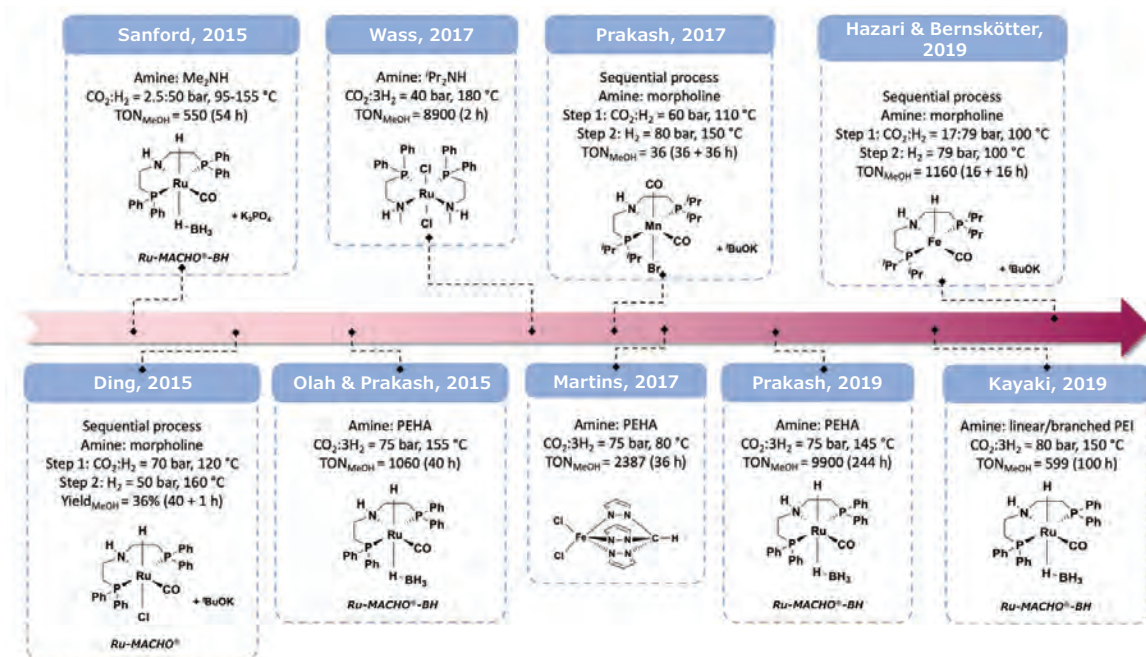 Sanford, 2015
Amine: Me₂NH
CO₂:H₂ = 2.5:50 bar, 95-155 °C
TON_MeOH = 550 (54 h)
H
H
N
Ph
P
Ph
Ru
P
CO
Ph
Ph
H
BH₃
+ K₃PO₄
Ru-MACHO®-BH
Wass, 2017
Amine: ⁱPr₂NH
CO₂:3H₂ = 40 bar, 180 °C
TON_MeOH = 8900 (2 h)
Ph
Ph
Ph Cl Ph
P
P
Ru
H
N
N
H
Cl
Prakash, 2017
Sequential process
Amine: morpholine
Step 1: CO₂:H₂ = 60 bar, 110 °C
Step 2: H₂ = 80 bar, 150 °C
TON_MeOH = 36 (36 + 36 h)
CO
H
N
ⁱPr
P
ⁱPr
Mn
ⁱPr
P
CO
ⁱPr
Br
+ ᵗBuOK
Hazari & Bernskötter,
2019
Sequential process
Amine: morpholine
Step 1: CO₂:H₂ = 17:79 bar, 100 °C
Step 2: H₂ = 79 bar, 100 °C
TON_MeOH = 1160 (16 + 16 h)
H
H
N
ⁱPr
P
ⁱPr
Fe
P
ⁱPr
CO
ⁱPr
+ ᵗBuOK
Ding, 2015
Sequential process
Amine: morpholine
Step 1: CO₂:H₂ = 70 bar, 120 °C
Step 2: H₂ = 50 bar, 160 °C
Yield_MeOH = 36% (40 + 1 h)
H
H
N
Ph
P
Ph
Ru
Ph
P
CO
Ph
Cl
+ ᵗBuOK
Ru-MACHO®
Olah & Prakash, 2015
Amine: PEHA
CO₂:3H₂ = 75 bar, 155 °C
TON_MeOH = 1060 (40 h)
H
H
N
Ph
P
Ph
Ru
Ph
P
CO
Ph
H
BH₃
Ru-MACHO®-BH
Martins, 2017
Amine: PEHA
CO₂:3H₂ = 75 bar, 80 °C
TON_MeOH = 2387 (36 h)
Cl
N-N
Fe
N-N
C-H
N-N
Cl
Prakash, 2019
Amine: PEHA
CO₂:3H₂ = 75 bar, 145 °C
TON_MeOH = 9900 (244 h)
H
H
N
Ph
P
Ph
Ru
Ph
P
CO
Ph
H
BH₃
Ru-MACHO®-BH
Kayaki, 2019
Amine: linear/branched PEI
CO₂:3H₂ = 80 bar, 150 °C
TON_MeOH = 599 (100 h)
H
H
N
Ph
P
Ph
Ru
Ph
P
CO
Ph
H
BH₃
Ru-MACHO®-BH